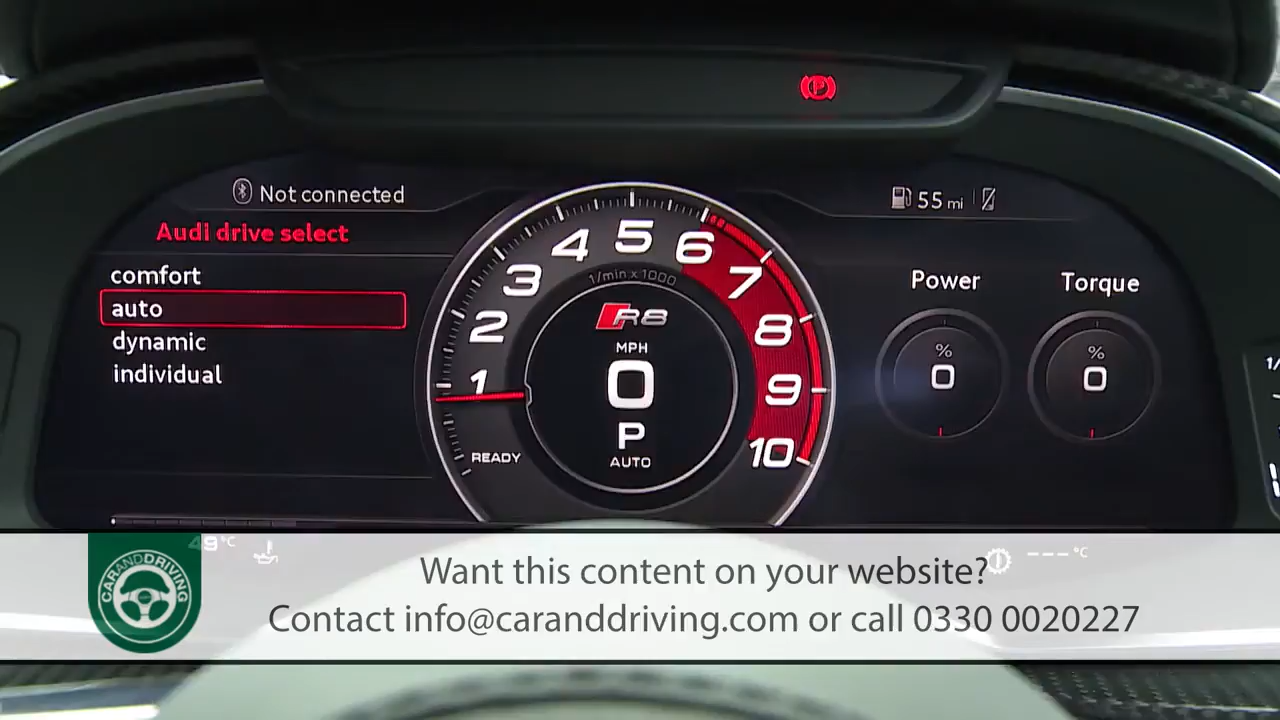 Not connected
55 mi
Audi drive select
comfort
auto
dynamic
individual
1 2 3 4 5 6 7 8 9 10
1/min x 1000
R8
MPH
0
P
AUTO
READY
Power
% 0
Torque
% 0
49°C
---°C
CARANDDRIVING
Want this content on your website?
Contact info@caranddriving.com or call 0330 0020227